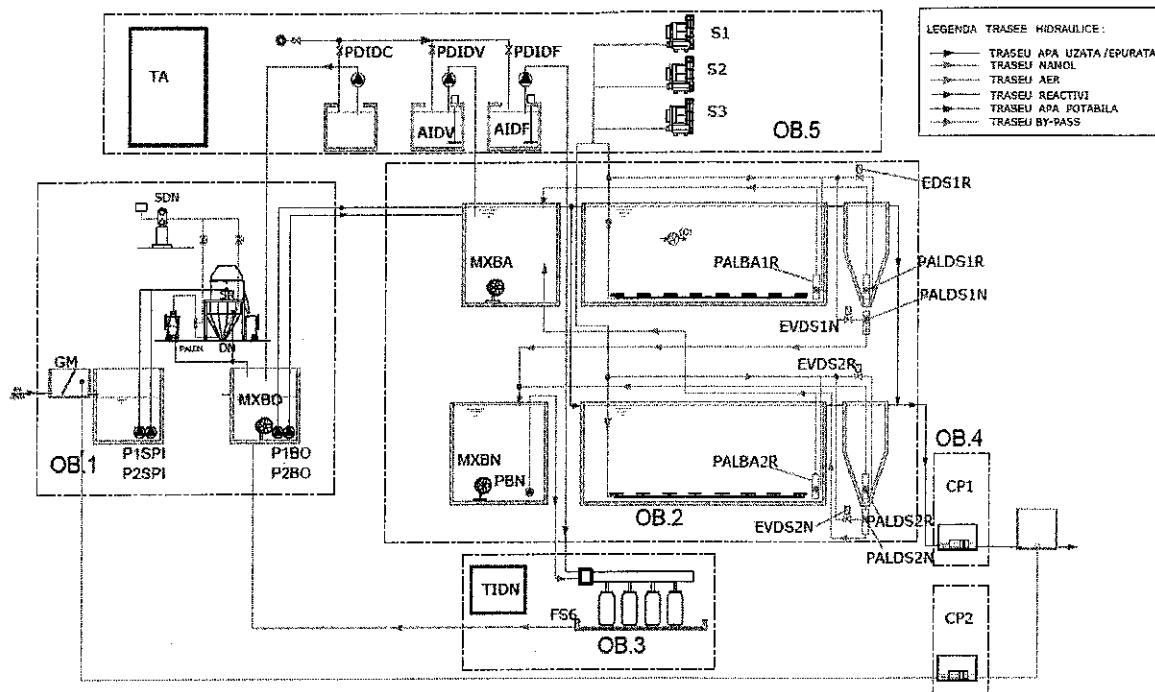 TA
PDIDC
PDIDV
PDIDF
AIDV
AIDF
S1
S2
S3
OB.5
LEGENDA TRASEE HIDRAULICE :
TRASEU APA UZATA/EPURATA
TRASEU NANOL
TRASEU AER
TRASEU REACTIVI
TRASEU APA POTABILA
TRASEU BY-PASS
SDN
SR
DN
GM
MXBO
P1SPI
P2SPI
P1BO
P2BO
OB.1
MXBA
PALBA1R
EDS1R
PALDS1R
PALDS1N
EVDS1N
EVDS2R
MXBN
PBN
PALBA2R
OB.2
EVDS2N
PALDS2R
PALDS2N
OB.4
CP1
TIDN
FS6
OB.3
CP2